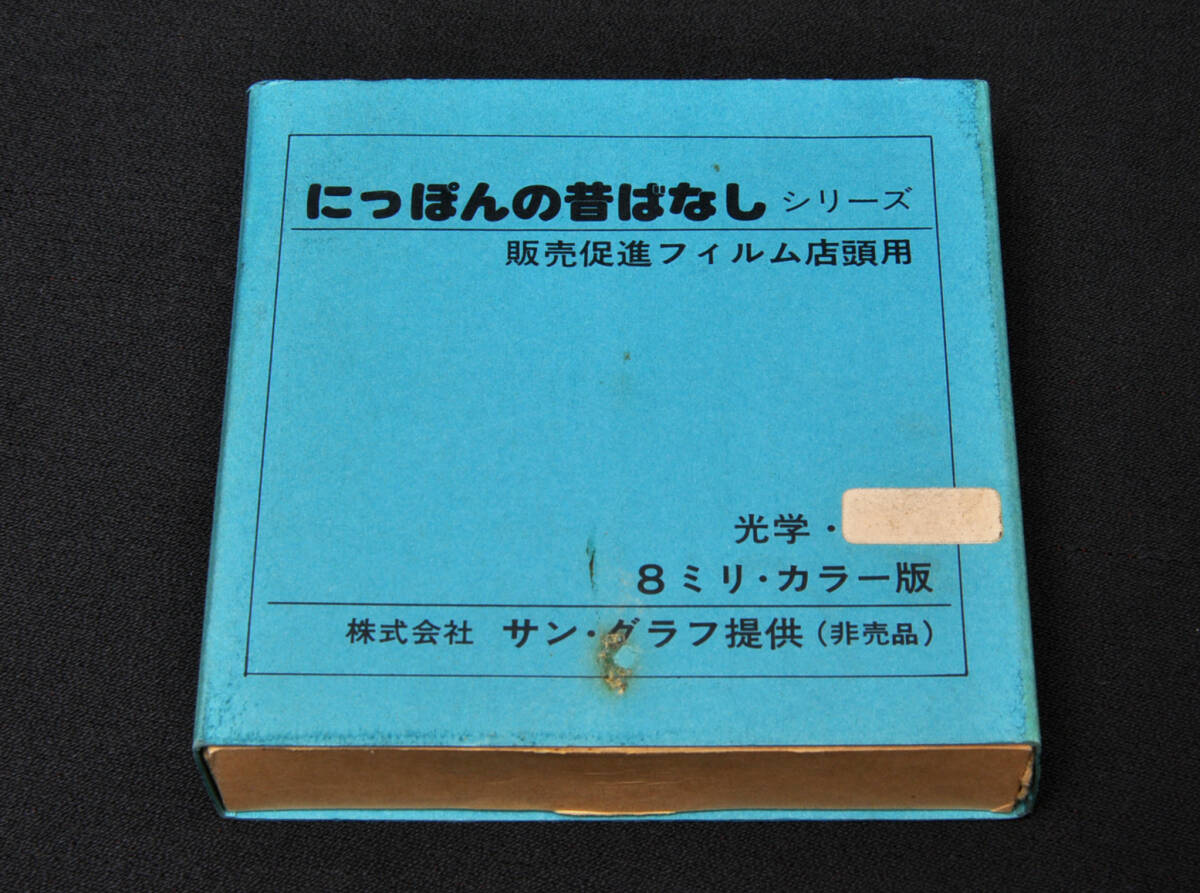 にっぽんの昔ばなし シリーズ
販売促進フィルム店頭用
光学・
8ミリ・カラー版
株式会社 サン・グラフ提供(非売品)